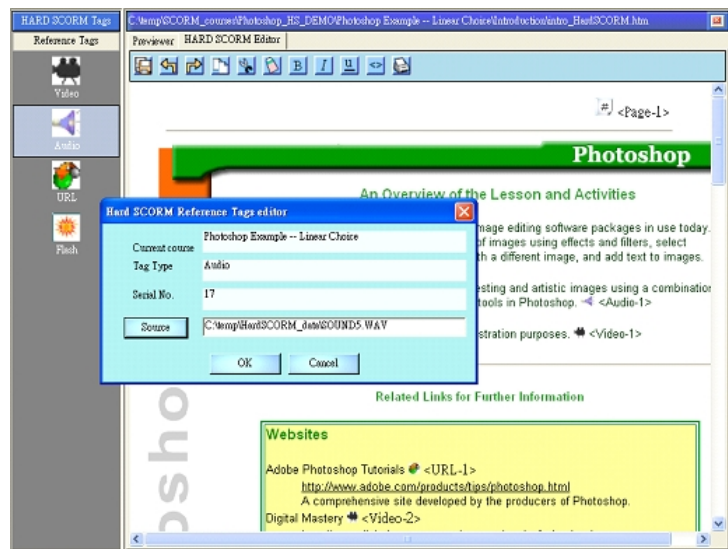 HARD SCORM Tags
C:\temp\SCORM_courses\Photoshop_HS_DEMO\Photoshop Example -- Linear Choice\Introduction\intro_HardSCORM.htm
Reference Tags
Previewer HARD SCORM Editor
B I u
Video
Audio
URL
Flash
# <Page-1>
Photoshop
An Overview of the Lesson and Activities
mage editing software packages in use today.
of images using effects and filters, select
th a different image, and add text to images.
esting and artistic images using a combination
tools in Photoshop. <Audio-1>
stration purposes. <Video-1>
Hard SCORM Reference Tags editor
Current course Photoshop Example -- Linear Choice
Tag Type Audio
Serial No. 17
Source C:\temp\HardSCORM_data\SOUND5.WAV
OK Cancel
osho
Related Links for Further Information
Websites
Adobe Photoshop Tutorials <URL-1>
http://www.adobe.com/products/tips/photoshop.html
A comprehensive site developed by the producers of Photoshop.
Digital Mastery <Video-2>